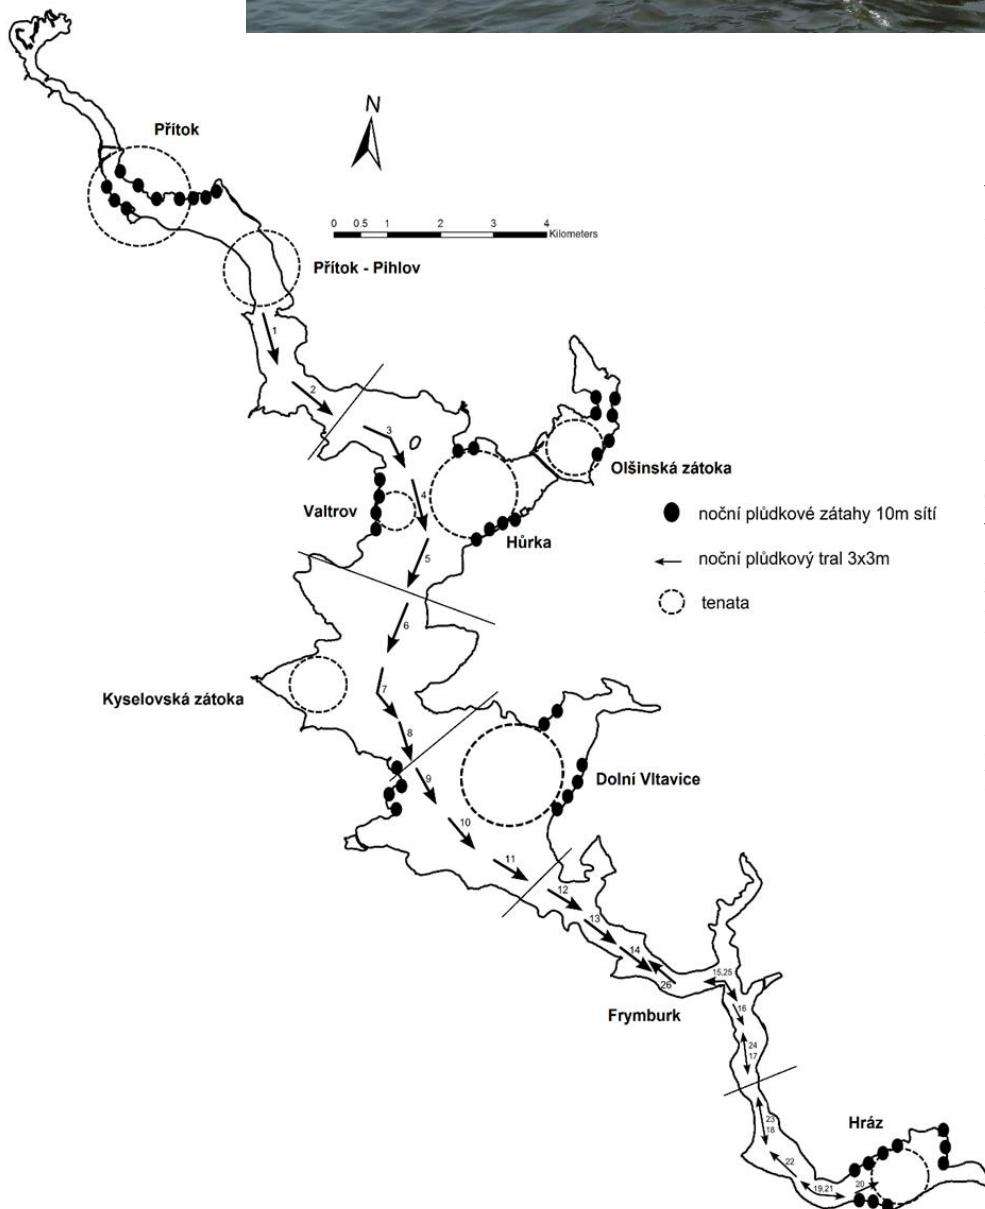 Přítok
N
0 0.5 1 2 3 4
Kilometers
Přítok - Pihlov
1
2
3
Olšinská zátoka
4
Valtrov
noční plůdkové zátahy 10m sítí
Hůrka
5
noční plůdkový tral 3x3m
tenata
6
Kyselovská zátoka
7
8
Dolní Vltavice
9
10
11
12
13
14
15,25
26
16
Frymburk
24
17
23
18
Hráz
22
20
19,21